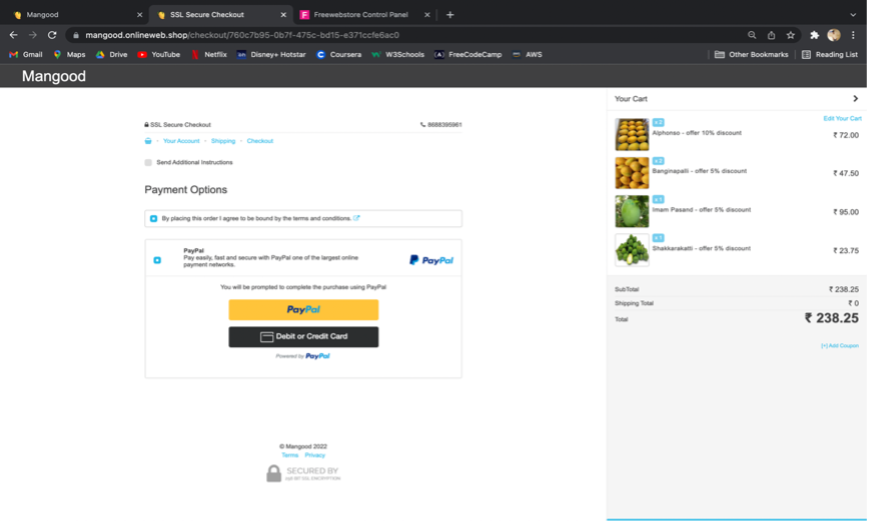 Mangood
SSL Secure Checkout
Freewebstore Control Panel
mangood.onlineweb.shop/checkout/760c7b95-0b7f-475c-bd15-e371ccfe6ac0
Gmail Maps Drive YouTube Netflix Disney+ Hotstar Coursera W3Schools FreeCodeCamp AWS Other Bookmarks Reading List
Mangood
SSL Secure Checkout
8688395961
Your Account - Shipping - Checkout
Send Additional Instructions
Payment Options
By placing this order I agree to be bound by the terms and conditions.
PayPal
Pay easily, fast and secure with PayPal one of the largest online
payment networks.
PayPal
You will be prompted to complete the purchase using PayPal
PayPal
Debit or Credit Card
Powered by PayPal
© Mangood 2022
Terms Privacy
SECURED BY
Your Cart
Edit Your Cart
Alphonso - offer 10% discount
₹ 72.00
Banginapalli - offer 5% discount
₹ 47.50
x 1
Imam Pasand - offer 5% discount
₹ 95.00
x 1
Shakkarakatti - offer 5% discount
₹ 23.75
SubTotal ₹ 238.25
Shipping Total ₹ 0
Total ₹ 238.25
[+] Add Coupon